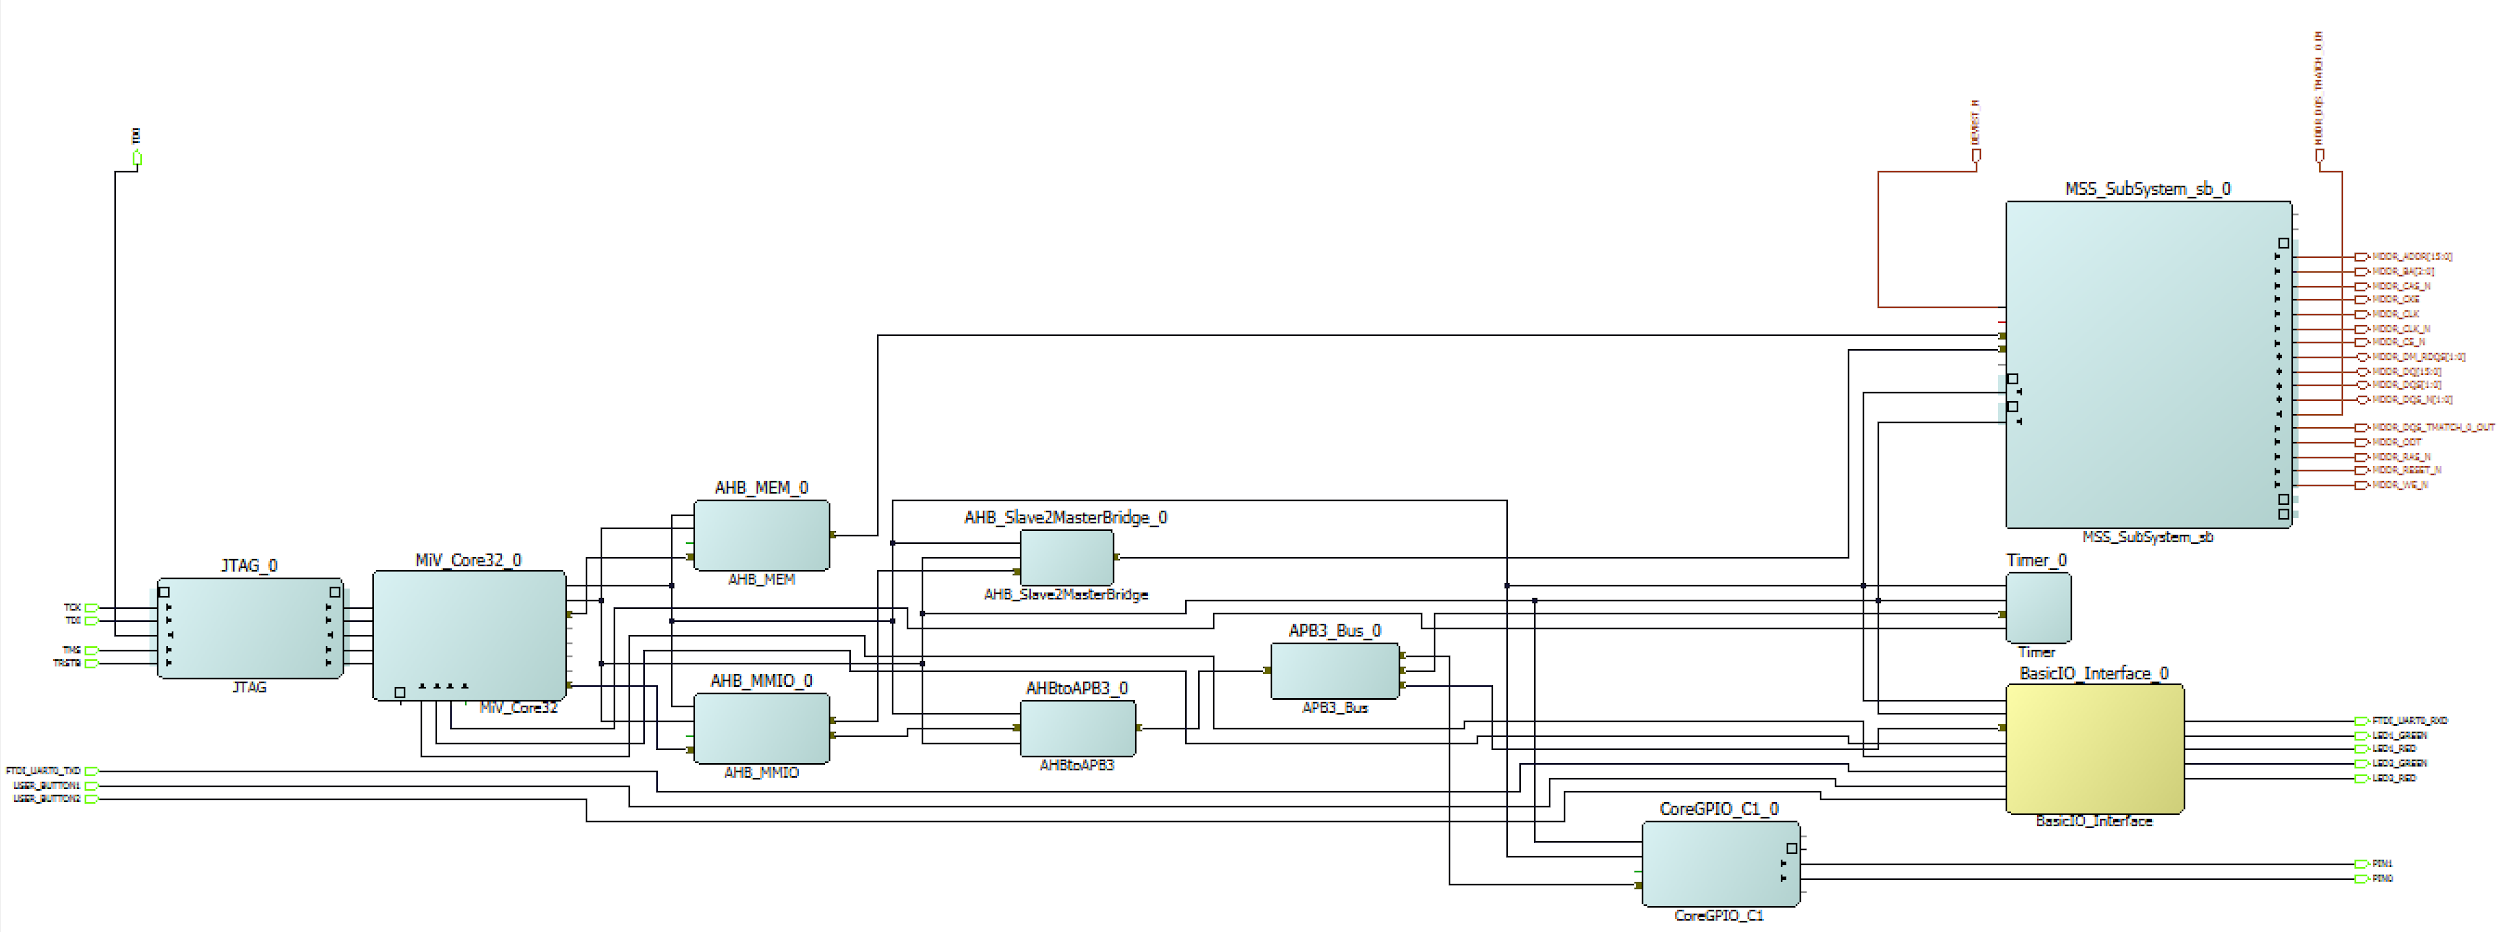 MDDR_DQS_TMATCH_0_IN
DEVRST_N
TDO
MSS_SubSystem_sb_0
MDDR_ADDR[15:0]
MDDR_BA[2:0]
MDDR_CAS_N
MDDR_CKE
MDDR_CLK
MDDR_CLK_N
MDDR_CS_N
MDDR_DM_RDQS[1:0]
MDDR_DQ[15:0]
MDDR_DQS[1:0]
MDDR_DQS_N[1:0]
MDDR_DQS_TMATCH_0_OUT
MDDR_ODT
MDDR_RAS_N
MDDR_RESET_N
MDDR_WE_N
MSS_SubSystem_sb
AHB_MEM_0
AHB_MEM
AHB_Slave2MasterBridge_0
AHB_Slave2MasterBridge
JTAG_0
JTAG
MiV_Core32_0
MiV_Core32
TCK
TDI
TMS
TRSTB
Timer_0
Timer
APB3_Bus_0
APB3_Bus
AHB_MMIO_0
AHB_MMIO
AHBtoAPB3_0
AHBtoAPB3
BasicIO_Interface_0
BasicIO_Interface
FTDI_UART0_RXD
LED1_GREEN
LED1_RED
LED2_GREEN
LED2_RED
FTDI_UART0_TXD
USER_BUTTON1
USER_BUTTON2
CoreGPIO_C1_0
CoreGPIO_C1
PIN1
PIN0